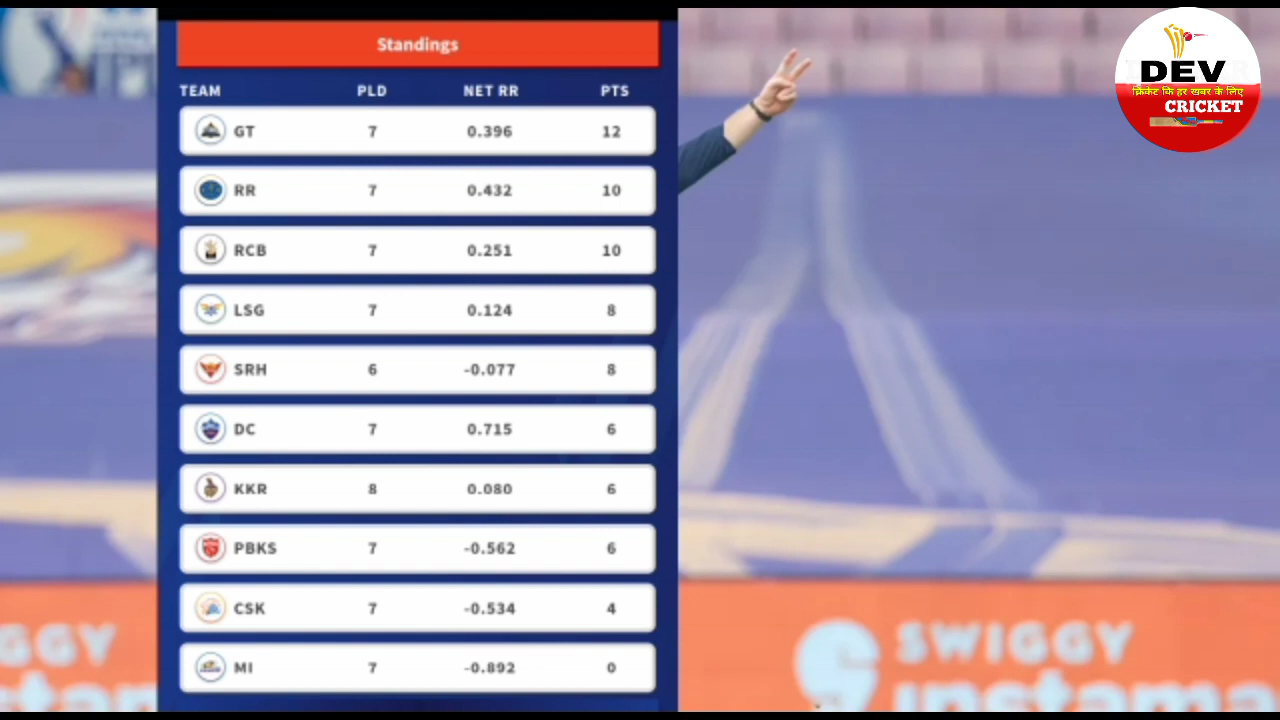 Standings
TEAM PLD NET RR PTS
GT 7 0.396 12
RR 7 0.432 10
RCB 7 0.251 10
LSG 7 0.124 8
SRH 6 -0.077 8
DC 7 0.715 6
KKR 8 0.080 6
PBKS 7 -0.562 6
CSK 7 -0.534 4
MI 7 -0.892 0
DEV
क्रिकेट कि हर खबर के लिए
CRICKET
GGY
SWIGGY
instama